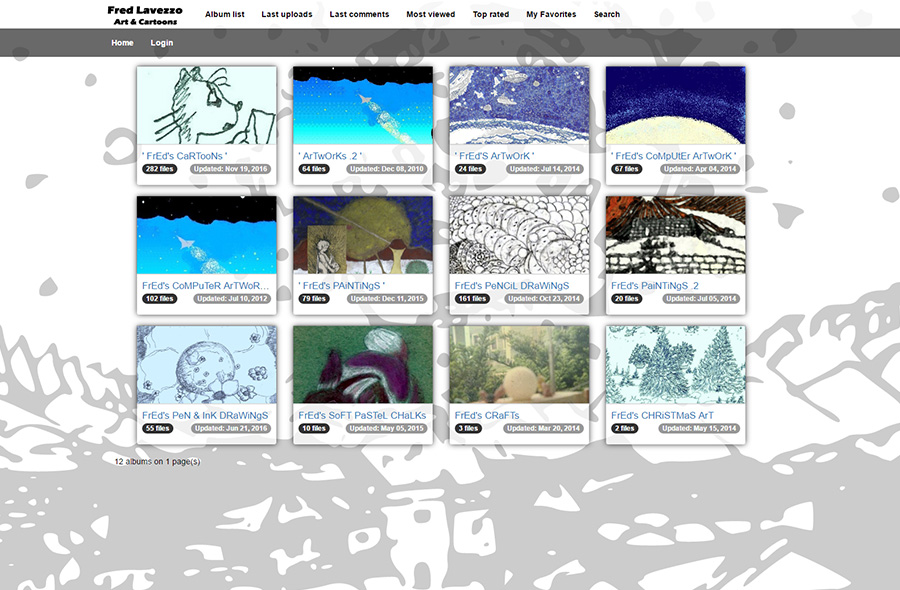 Fred Lavezzo
Art & Cartoons
Album list Last uploads Last comments Most viewed Top rated My Favorites Search
Home Login
' FrEd's CaRTooNs '
282 files Updated: Nov 19, 2016
' ArTwOrKs .2 '
64 files Updated: Dec 08, 2010
' FrEd'S ArTwOrK '
24 files Updated: Jul 14, 2014
' FrEd's CoMpUtEr ArTwOrK '
67 files Updated: Apr 04, 2014
FrEd's CoMPuTeR ArTWoR...
102 files Updated: Jul 10, 2012
' FrEd's PAiNTiNgS '
79 files Updated: Dec 11, 2015
FrEd's PeNCiL DRaWiNgS
161 files Updated: Oct 23, 2014
FrEd's PaiNTiNgS .2
20 files Updated: Jul 05, 2014
FrEd's PeN & InK DRaWiNgS
55 files Updated: Jun 21, 2016
FrEd's SoFT PaSTeL CHaLKs
10 files Updated: May 05, 2015
FrEd's CRaFTs
3 files Updated: Mar 20, 2014
FrEd's CHRiSTMaS ArT
2 files Updated: May 15, 2014
12 albums on 1 page(s)